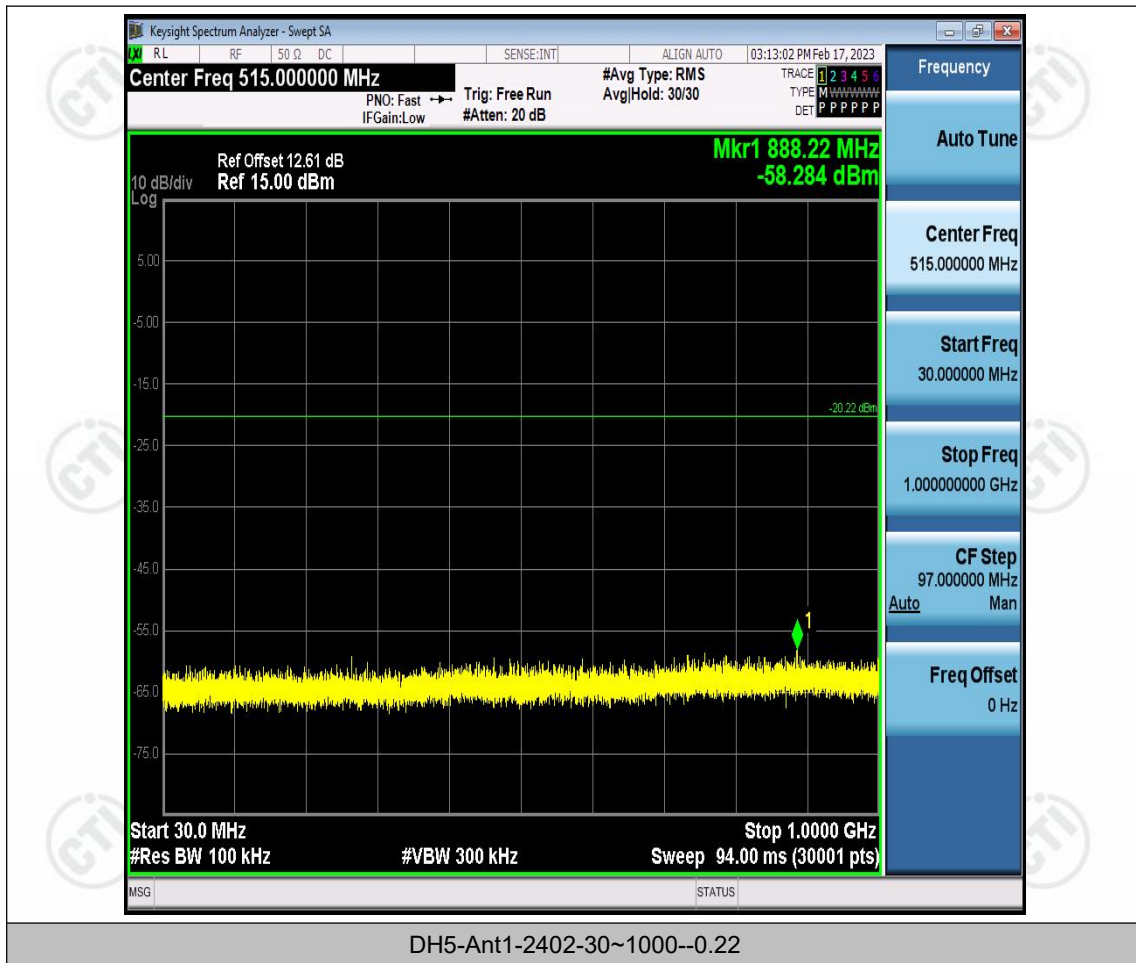 Keysight Spectrum Analyzer - Swept SA
LXI RL RF 50 Ω DC SENSE:INT ALIGN AUTO 03:13:02 PM Feb 17, 2023
Center Freq 515.000000 MHz
#Avg Type: RMS
TRACE 1 2 3 4 5 6
PNO: Fast
Trig: Free Run
Avg|Hold: 30/30
TYPE M WWWWW
IFGain:Low
#Atten: 20 dB
DET P P P P P P
Mkr1 888.22 MHz
-58.284 dBm
Ref Offset 12.61 dB
10 dB/div Ref 15.00 dBm
Log
5.00
-5.00
-15.0
-20.22 dBm
-25.0
-35.0
-45.0
1
-55.0
-65.0
-75.0
Start 30.0 MHz Stop 1.0000 GHz
#Res BW 100 kHz #VBW 300 kHz Sweep 94.00 ms (30001 pts)
MSG STATUS
Frequency
Auto Tune
Center Freq
515.000000 MHz
Start Freq
30.000000 MHz
Stop Freq
1.000000000 GHz
CF Step
97.000000 MHz
Auto Man
Freq Offset
0 Hz
CTI
CTI
CTI
CTI
CTI
CTI
DH5-Ant1-2402-30~1000--0.22